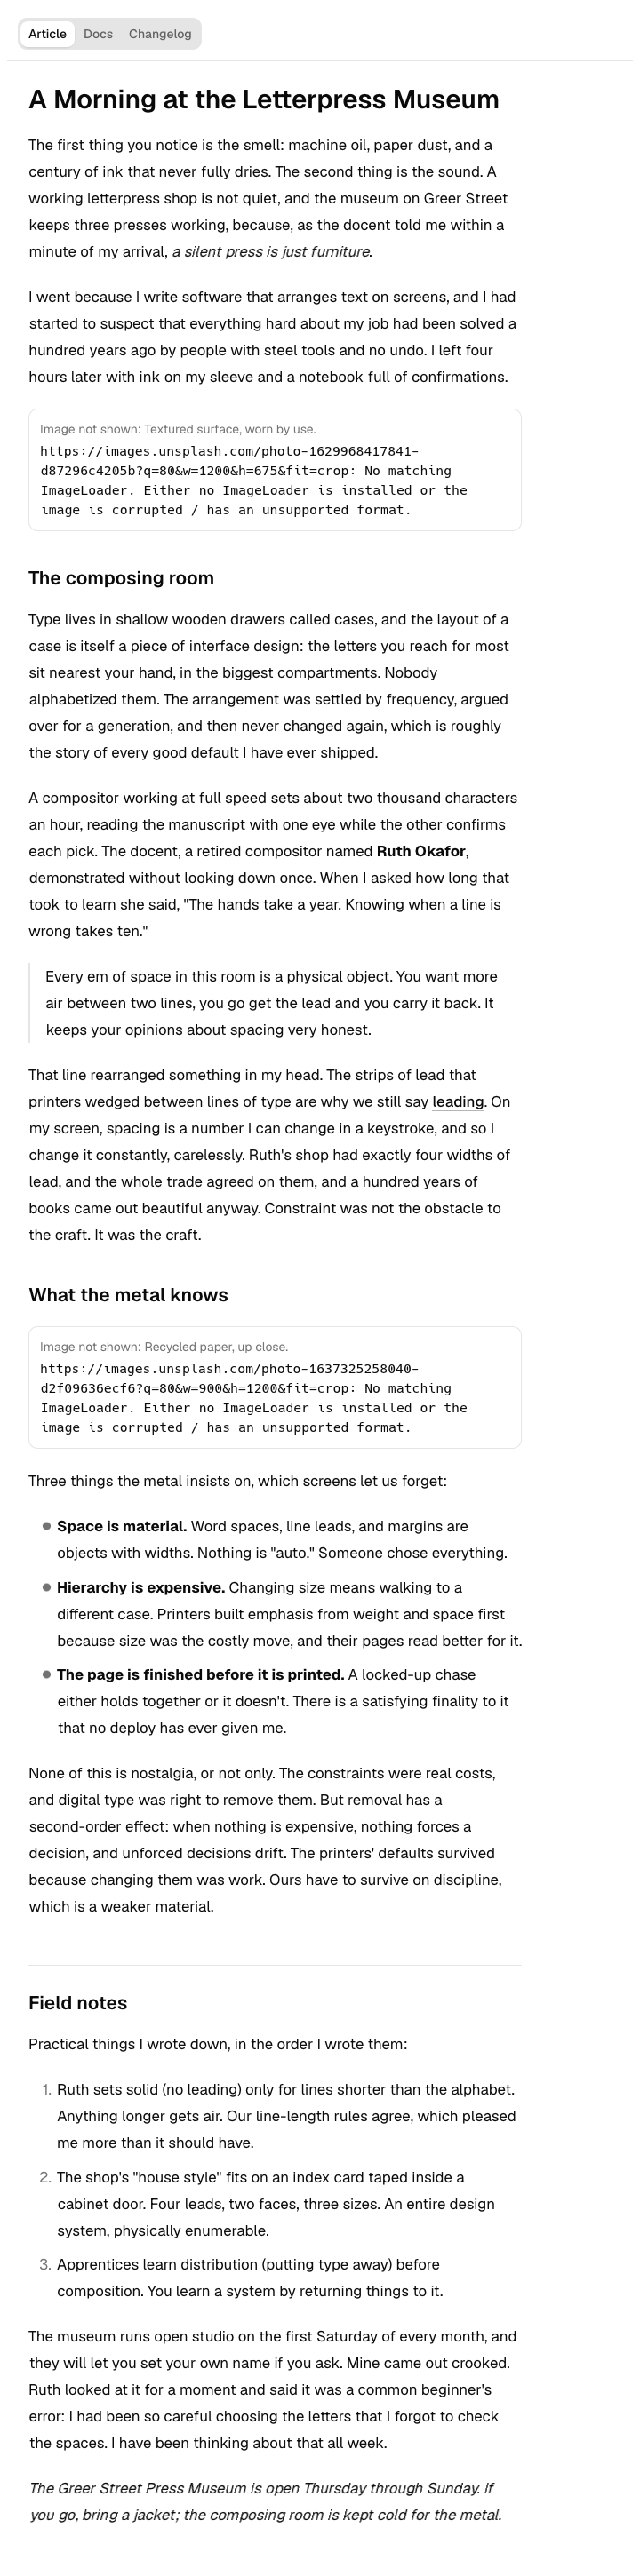 Article Docs Changelog
A Morning at the Letterpress Museum
The first thing you notice is the smell: machine oil, paper dust, and a
century of ink that never fully dries. The second thing is the sound. A
working letterpress shop is not quiet, and the museum on Greer Street
keeps three presses working, because, as the docent told me within a
minute of my arrival, a silent press is just furniture.
I went because I write software that arranges text on screens, and I had
started to suspect that everything hard about my job had been solved a
hundred years ago by people with steel tools and no undo. I left four
hours later with ink on my sleeve and a notebook full of confirmations.
Image not shown: Textured surface, worn by use.
https://images.unsplash.com/photo-1629968417841-
d87296c4205b?q=80&w=1200&h=675&fit=crop: No matching
ImageLoader. Either no ImageLoader is installed or the
image is corrupted / has an unsupported format.
The composing room
Type lives in shallow wooden drawers called cases, and the layout of a
case is itself a piece of interface design: the letters you reach for most
sit nearest your hand, in the biggest compartments. Nobody
alphabetized them. The arrangement was settled by frequency, argued
over for a generation, and then never changed again, which is roughly
the story of every good default I have ever shipped.
A compositor working at full speed sets about two thousand characters
an hour, reading the manuscript with one eye while the other confirms
each pick. The docent, a retired compositor named Ruth Okafor,
demonstrated without looking down once. When I asked how long that
took to learn she said, "The hands take a year. Knowing when a line is
wrong takes ten."
Every em of space in this room is a physical object. You want more
air between two lines, you go get the lead and you carry it back. It
keeps your opinions about spacing very honest.
That line rearranged something in my head. The strips of lead that
printers wedged between lines of type are why we still say leading. On
my screen, spacing is a number I can change in a keystroke, and so I
change it constantly, carelessly. Ruth's shop had exactly four widths of
lead, and the whole trade agreed on them, and a hundred years of
books came out beautiful anyway. Constraint was not the obstacle to
the craft. It was the craft.
What the metal knows
Image not shown: Recycled paper, up close.
https://images.unsplash.com/photo-1637325258040-
d2f09636ecf6?q=80&w=900&h=1200&fit=crop: No matching
ImageLoader. Either no ImageLoader is installed or the
image is corrupted / has an unsupported format.
Three things the metal insists on, which screens let us forget:
● Space is material. Word spaces, line leads, and margins are
objects with widths. Nothing is "auto." Someone chose everything.
● Hierarchy is expensive. Changing size means walking to a
different case. Printers built emphasis from weight and space first
because size was the costly move, and their pages read better for it.
● The page is finished before it is printed. A locked-up chase
either holds together or it doesn't. There is a satisfying finality to it
that no deploy has ever given me.
None of this is nostalgia, or not only. The constraints were real costs,
and digital type was right to remove them. But removal has a
second-order effect: when nothing is expensive, nothing forces a
decision, and unforced decisions drift. The printers' defaults survived
because changing them was work. Ours have to survive on discipline,
which is a weaker material.
Field notes
Practical things I wrote down, in the order I wrote them:
1. Ruth sets solid (no leading) only for lines shorter than the alphabet.
Anything longer gets air. Our line-length rules agree, which pleased
me more than it should have.
2. The shop's "house style" fits on an index card taped inside a
cabinet door. Four leads, two faces, three sizes. An entire design
system, physically enumerable.
3. Apprentices learn distribution (putting type away) before
composition. You learn a system by returning things to it.
The museum runs open studio on the first Saturday of every month, and
they will let you set your own name if you ask. Mine came out crooked.
Ruth looked at it for a moment and said it was a common beginner's
error: I had been so careful choosing the letters that I forgot to check
the spaces. I have been thinking about that all week.
The Greer Street Press Museum is open Thursday through Sunday. If
you go, bring a jacket; the composing room is kept cold for the metal.